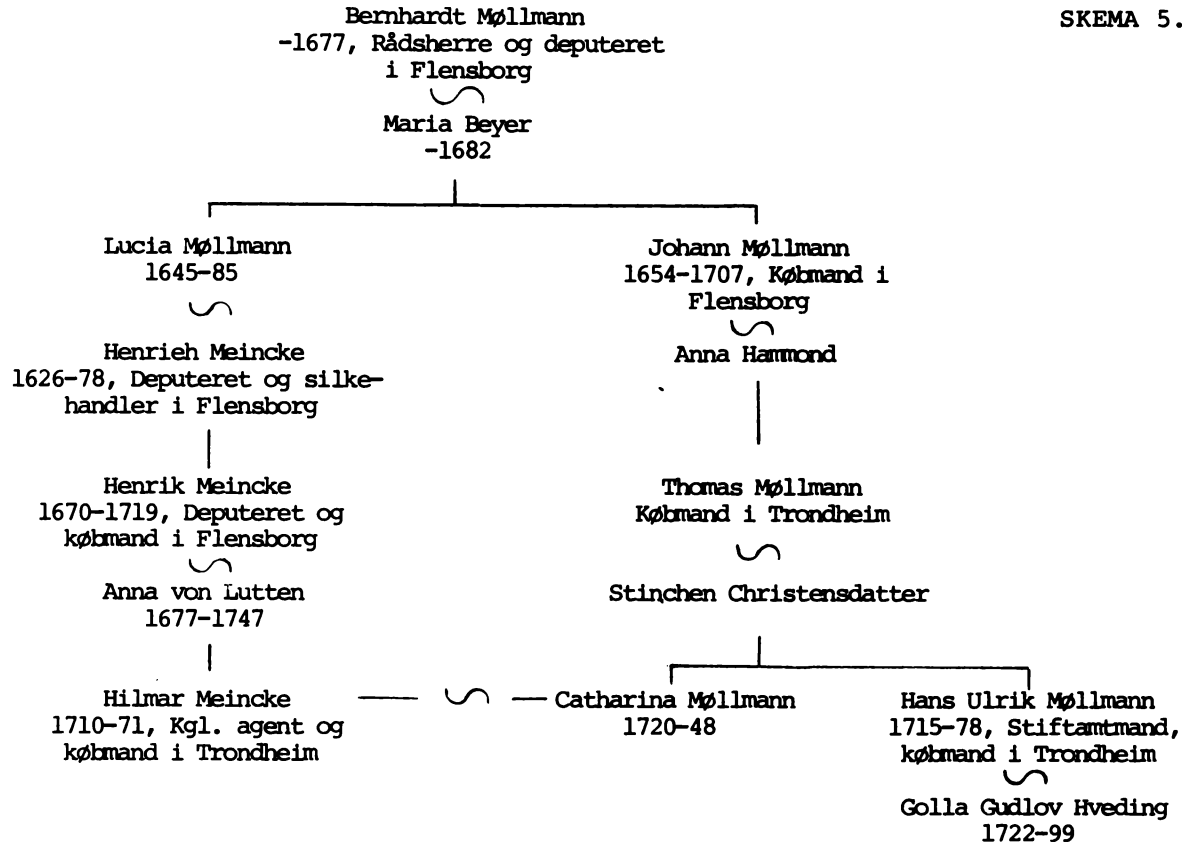 SKEMA 5.
Bernhardt Møllmann
-1677, Rådsherre og deputeret
i Flensborg
Maria Beyer
-1682
Lucia Møllmann
1645-85
Henrieh Meincke
1626-78, Deputeret og silke-
handler i Flensborg
Henrik Meincke
1670-1719, Deputeret og
købmand i Flensborg
Anna von Lutten
1677-1747
Hilmar Meincke
1710-71, Kgl. agent og
købmand i Trondheim
Johann Møllmann
1654-1707, Købmand i
Flensborg
Anna Hammond
Thomas Møllmann
Købmand i Trondheim
Stinchen Christensdatter
Catharina Møllmann
1720-48
Hans Ulrik Møllmann
1715-78, Stiftamtmand,
købmand i Trondheim
Golla Gudlov Hveding
1722-99